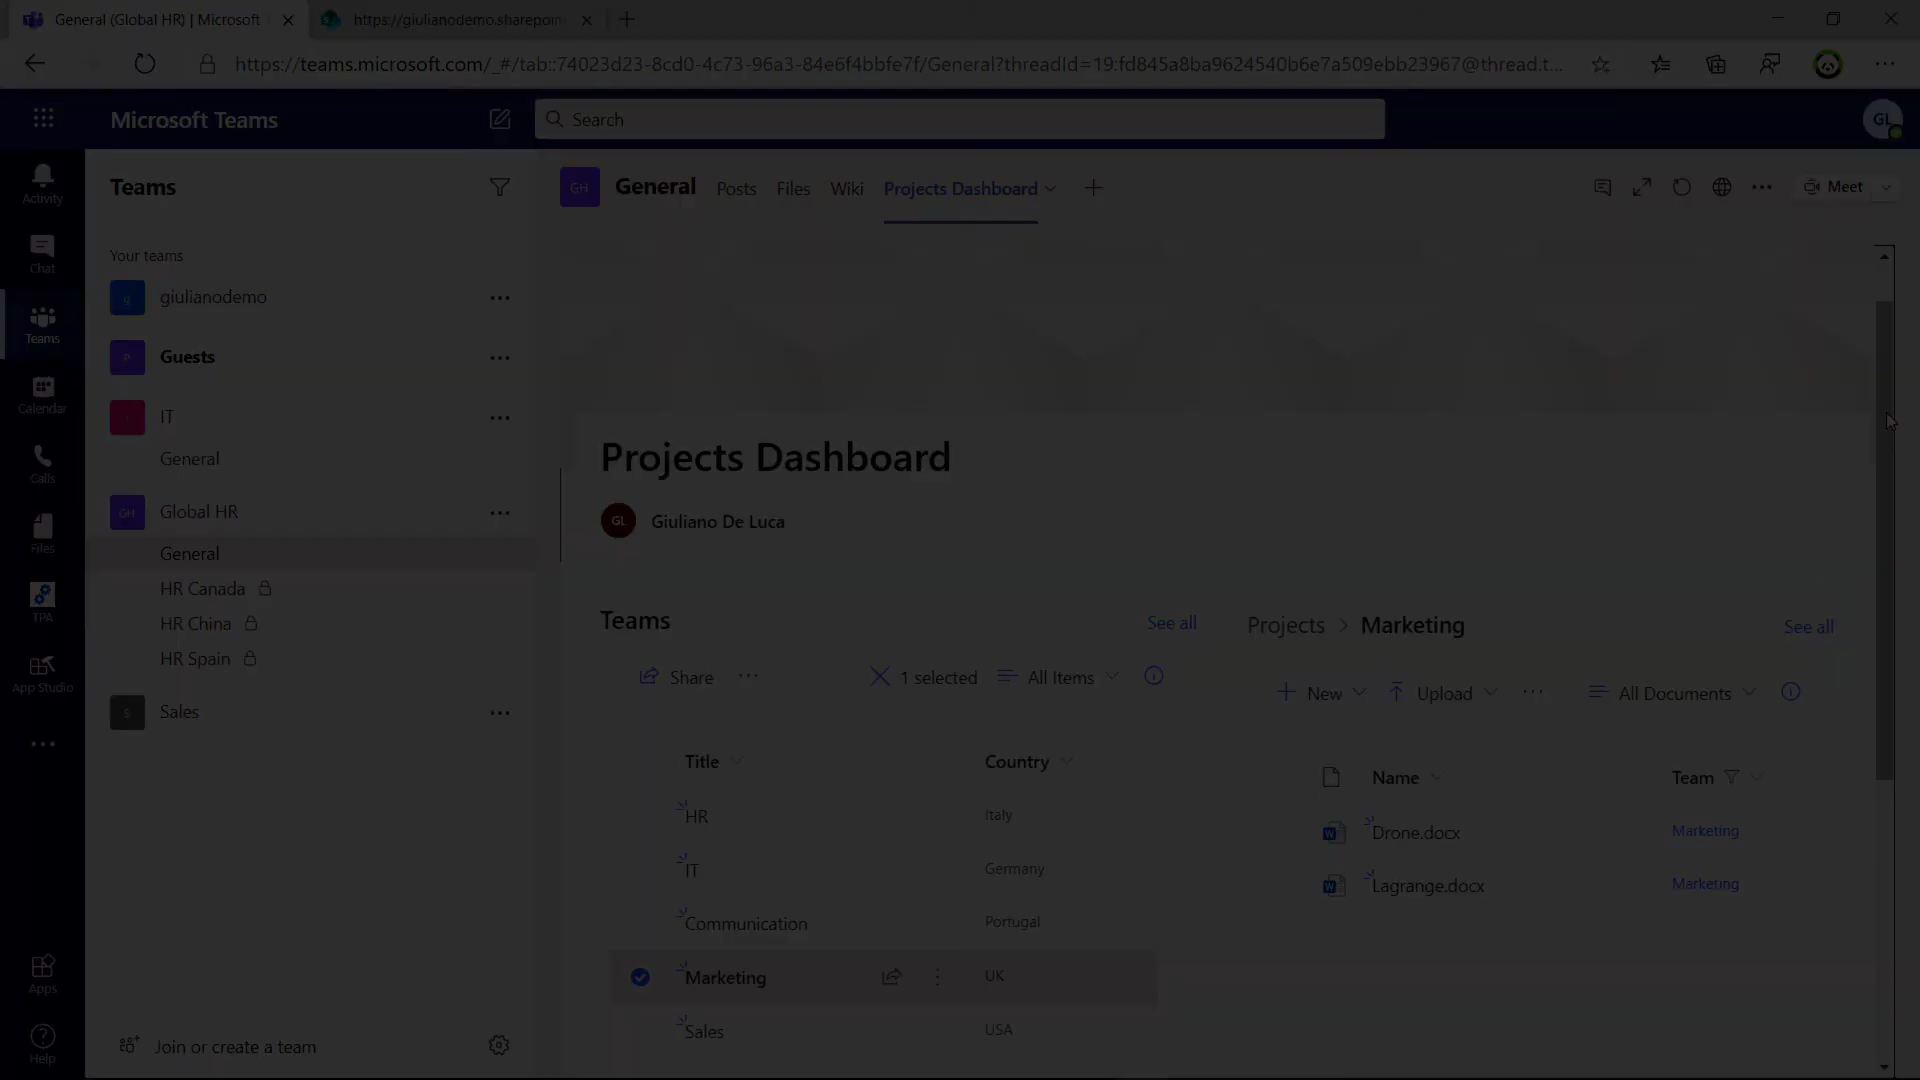 General (Global HR) | Microsoft
https://giulianodemo.sharepoin
https://teams.microsoft.com/_#/tab::74023d23-8cd0-4c73-96a3-84e6f4bbfe7f/General?threadId=19:fd845a8ba9624540b6e7a509ebb23967@thread.t...
Microsoft Teams
Search
GL
Activity
Chat
Teams
Calendar
Calls
Files
TPA
App Studio
Apps
Help
Teams
Your teams
g giulianodemo
P Guests
IT
General
GH Global HR
General
HR Canada
HR China
HR Spain
S Sales
Join or create a team
GH General Posts Files Wiki Projects Dashboard
Meet
Projects Dashboard
GL Giuliano De Luca
Teams See all
Share 1 selected All Items
Title Country
HR Italy
IT Germany
Communication Portugal
Marketing UK
Sales USA
Projects > Marketing See all
New Upload All Documents
Name Team
Drone.docx Marketing
Lagrange.docx Marketing